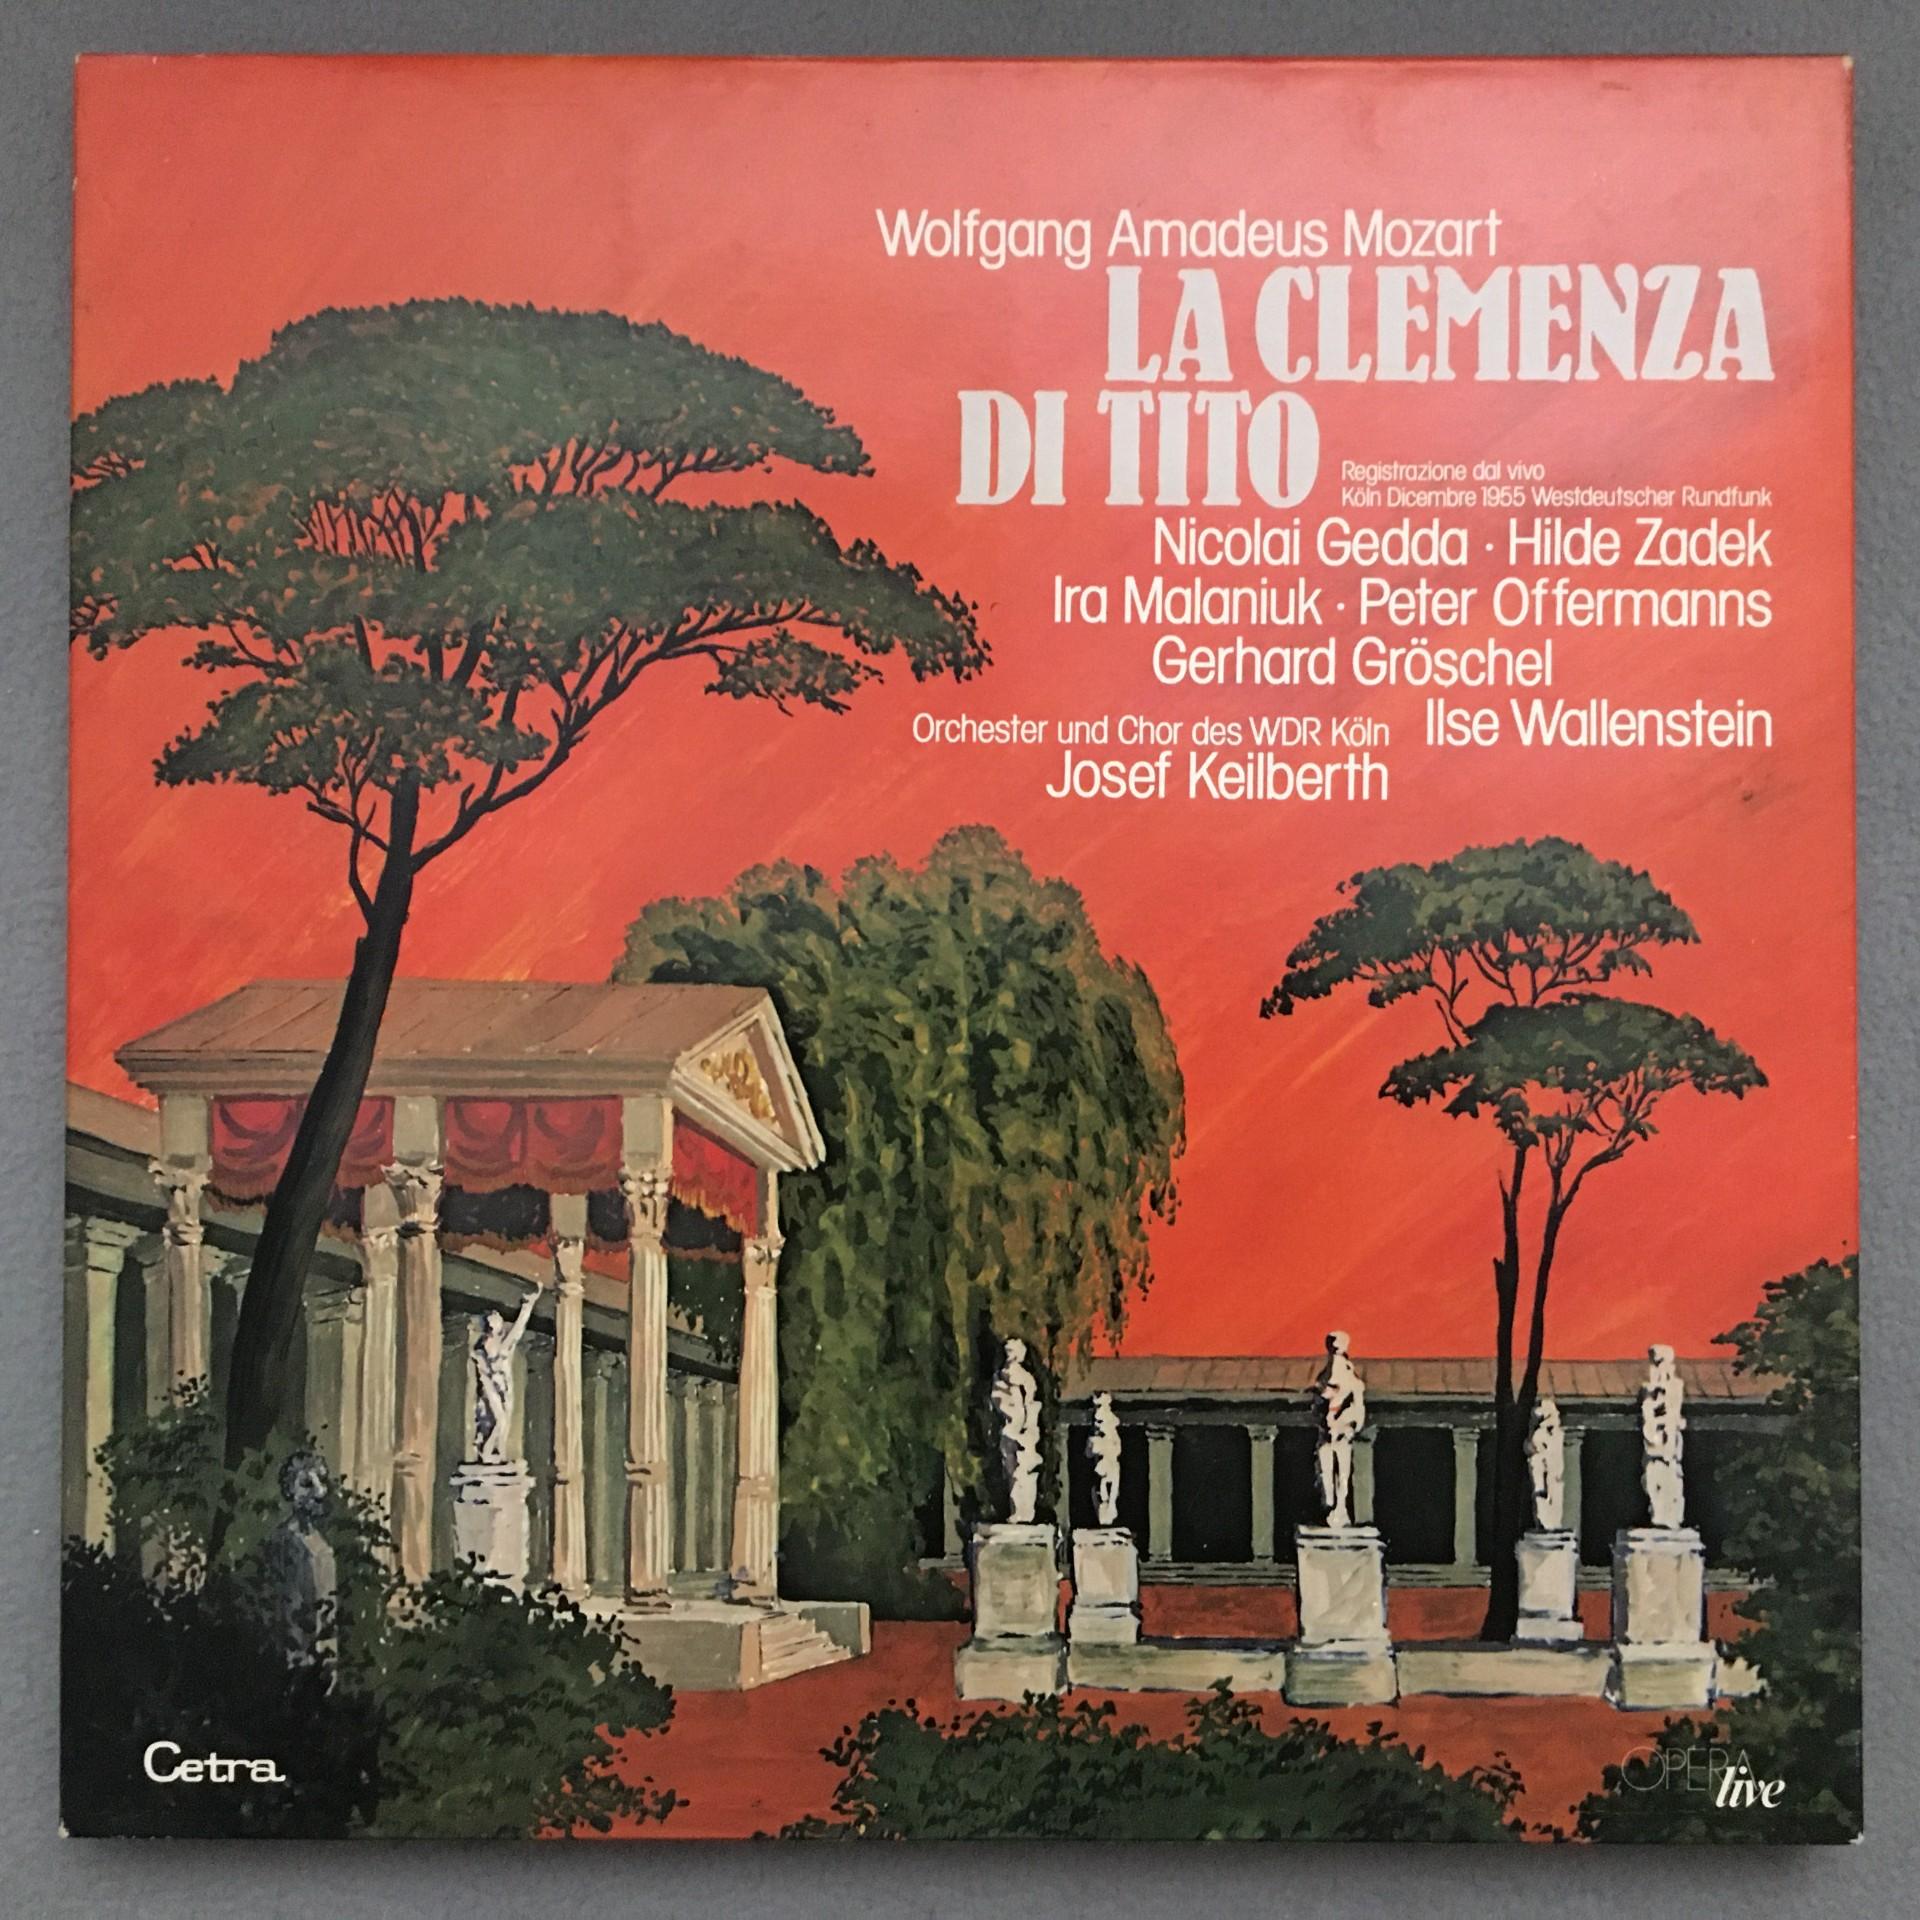 Wolfgang Amadeus Mozart
LA CLEMENZA
DI TITO
Registrazione dal vivo
Köln Dicembre 1955 Westdeutscher Rundfunk
Nicolai Gedda · Hilde Zadek
Ira Malaniuk · Peter Offermanns
Gerhard Gröschel
Ilse Wallenstein
Orchester und Chor des WDR Köln
Josef Keilberth
Cetra
OPERA
live